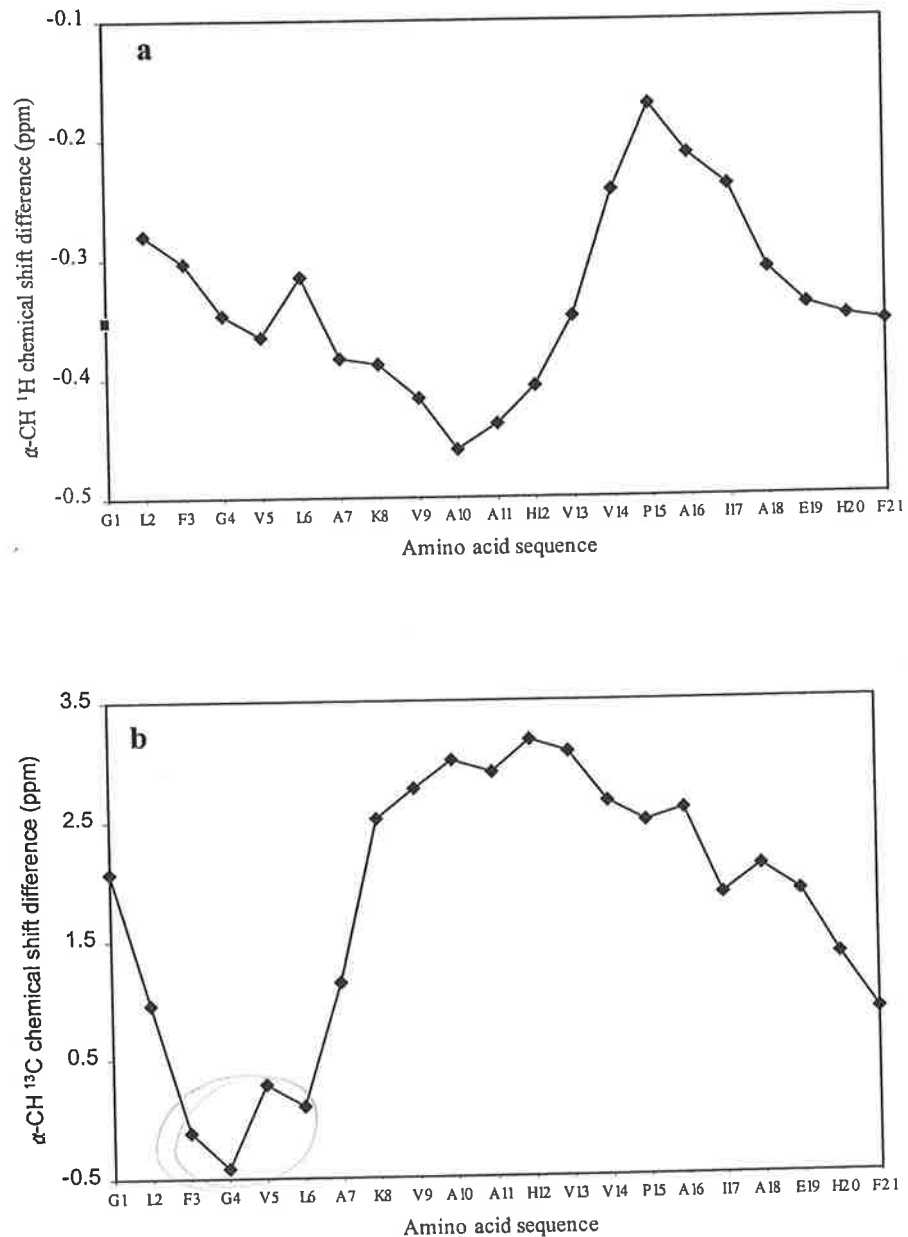 -0.1
a
-0.2
-0.3
-0.4
-0.5
α-CH ¹H chemical shift difference (ppm)
G1 L2 F3 G4 V5 L6 A7 K8 V9 A10 A11 H12 V13 V14 P15 A16 I17 A18 E19 H20 F21
Amino acid sequence
3.5
b
2.5
1.5
0.5
-0.5
α-CH ¹³C chemical shift difference (ppm)
G1 L2 F3 G4 V5 L6 A7 K8 V9 A10 A11 H12 V13 V14 P15 A16 I17 A18 E19 H20 F21
Amino acid sequence